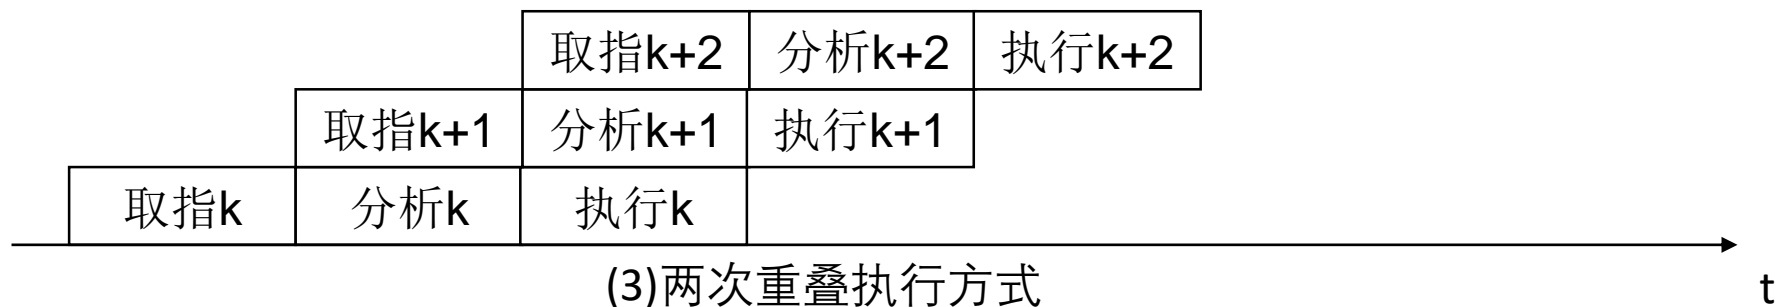 取指k+2 分析k+2 执行k+2
取指k+1 分析k+1 执行k+1
取指k 分析k 执行k
(3)两次重叠执行方式 t